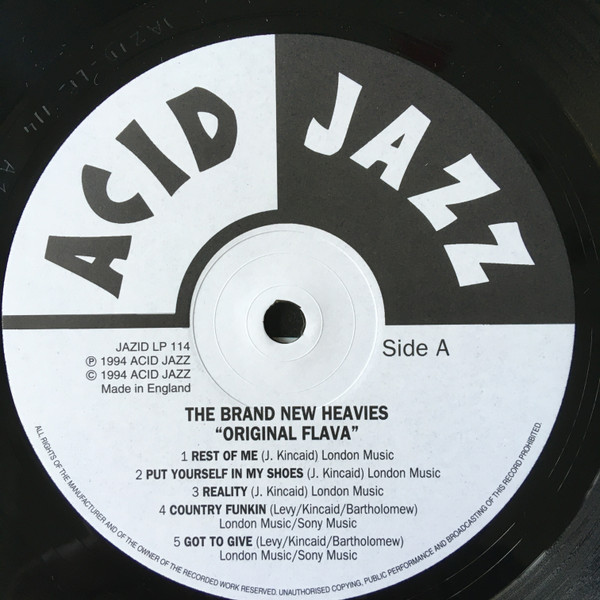 ACID JAZZ
JAZID LP 114
Ⓟ 1994 ACID JAZZ
© 1994 ACID JAZZ
Made in England
Side A
THE BRAND NEW HEAVIES
“ORIGINAL FLAVA”
1 REST OF ME (J. Kincaid) London Music
2 PUT YOURSELF IN MY SHOES (J. Kincaid) London Music
3 REALITY (J. Kincaid) London Music
4 COUNTRY FUNKIN (Levy/Kincaid/Bartholomew)
London Music/Sony Music
5 GOT TO GIVE (Levy/Kincaid/Bartholomew)
London Music/Sony Music
ALL RIGHTS OF THE MANUFACTURER AND OF THE OWNER OF THE RECORDED WORK RESERVED. UNAUTHORISED COPYING, PUBLIC PERFORMANCE AND BROADCASTING OF THIS RECORD PROHIBITED.
JAZID-LP-114